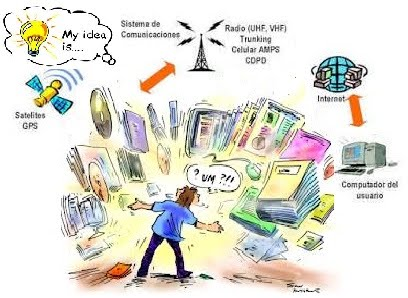 My idea
is....
Sistema de
Comunicaciones
Radio (UHF, VHF)
Trunking
Celular AMPS
CDPD
Satelites
GPS
Internet
Computador del
usuario
? UM ?!!